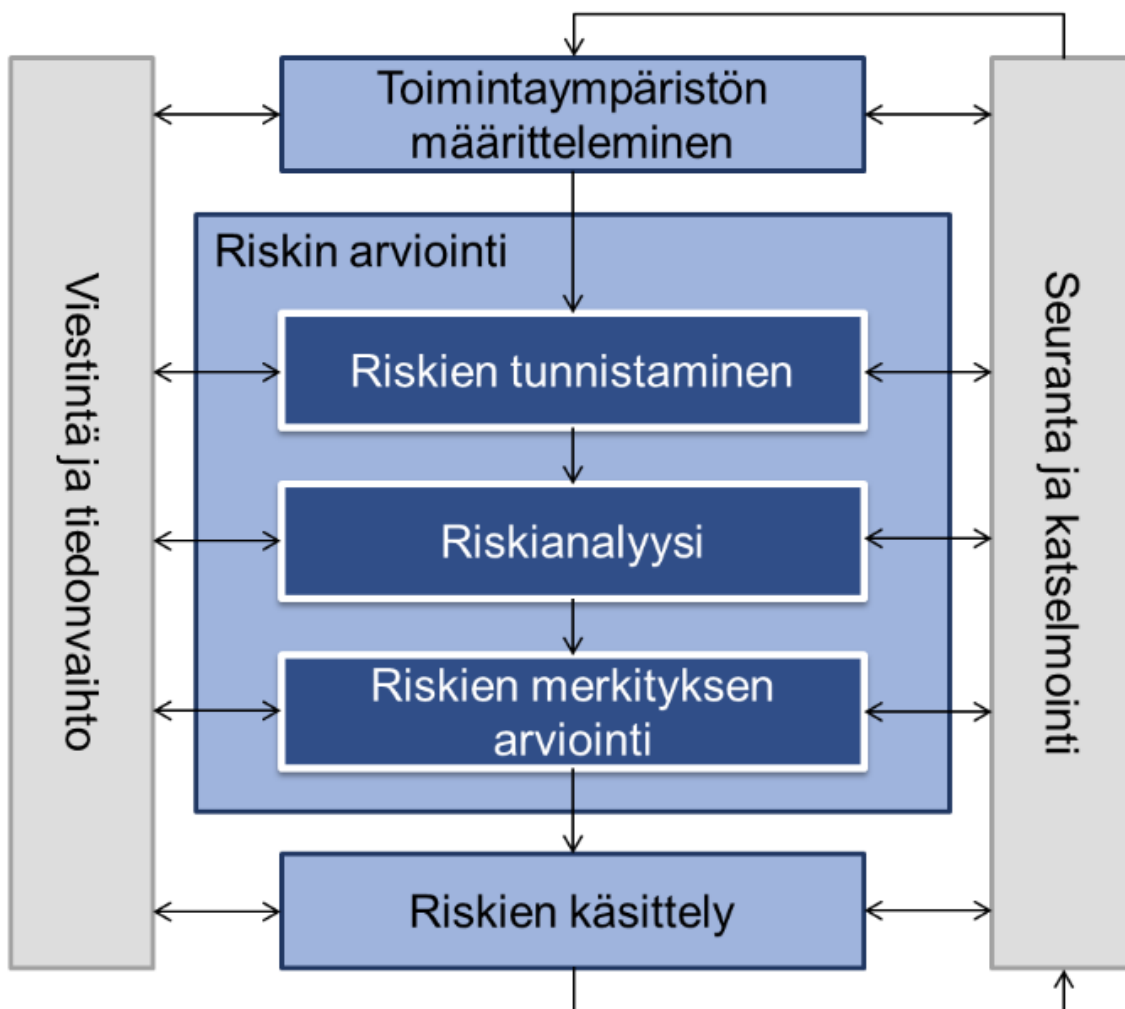 Toimintaympäristön
määritteleminen
Riskin arviointi
Riskien tunnistaminen
Riskianalyysi
Riskien merkityksen
arviointi
Riskien käsittely
Viestintä ja tiedonvaihto
Seuranta ja katselmointi